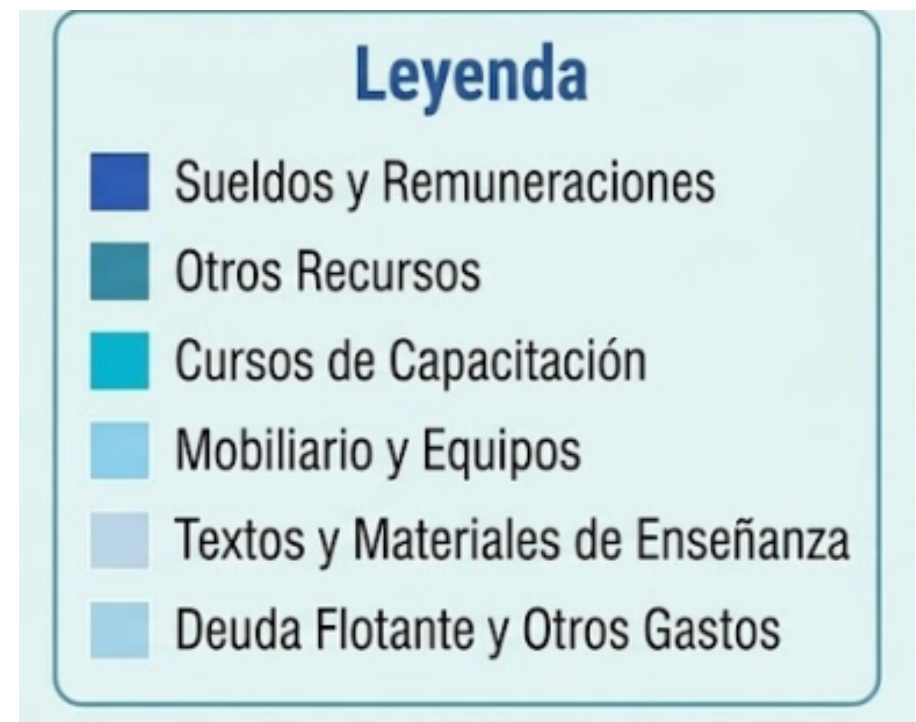 Leyenda
Sueldos y Remuneraciones
Otros Recursos
Cursos de Capacitación
Mobiliario y Equipos
Textos y Materiales de Enseñanza
Deuda Flotante y Otros Gastos